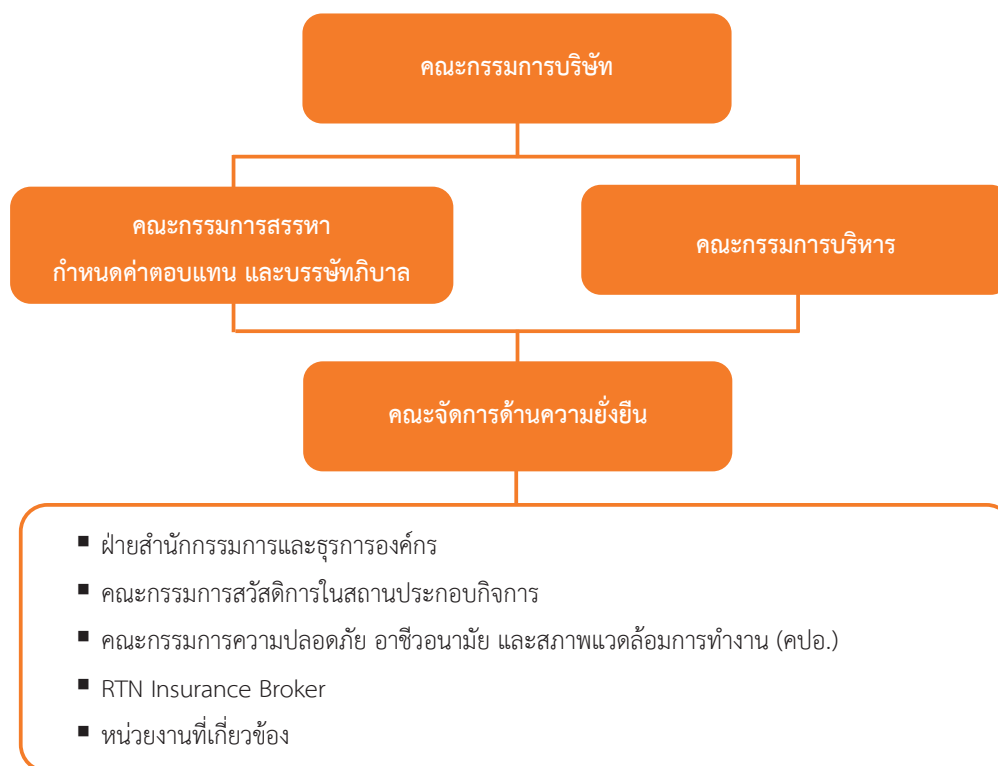 คณะกรรมการบริษัท
คณะกรรมการสรรหา
กำหนดค่าตอบแทน และบรรษัทภิบาล
คณะกรรมการบริหาร
คณะจัดการด้านความยั่งยืน
▪ ฝ่ายสำนักกรรมการและธุรการองค์กร
▪ คณะกรรมการสวัสดิการในสถานประกอบกิจการ
▪ คณะกรรมการความปลอดภัย อาชีวอนามัย และสภาพแวดล้อมการทำงาน (คปอ.)
▪ RTN Insurance Broker
▪ หน่วยงานที่เกี่ยวข้อง